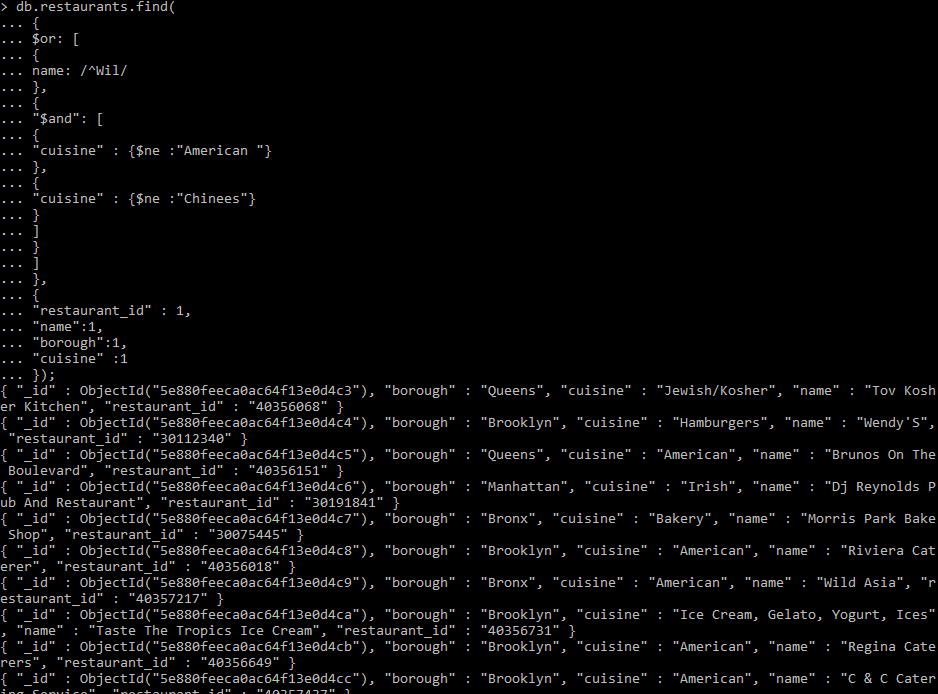 > db.restaurants.find(
... {
... $or: [
... {
... name: /^Wil/
... },
... {
... "$and": [
... {
... "cuisine" : {$ne :"American "}
... },
... {
... "cuisine" : {$ne :"Chinees"}
... }
... ]
... }
... ]
... },
... {
... "restaurant_id" : 1,
... "name":1,
... "borough":1,
... "cuisine" :1
... });
{ "_id" : ObjectId("5e880feeca0ac64f13e0d4c3"), "borough" : "Queens", "cuisine" : "Jewish/Kosher", "name" : "Tov Kosh
er Kitchen", "restaurant_id" : "40356068" }
{ "_id" : ObjectId("5e880feeca0ac64f13e0d4c4"), "borough" : "Brooklyn", "cuisine" : "Hamburgers", "name" : "Wendy'S",
 "restaurant_id" : "30112340" }
{ "_id" : ObjectId("5e880feeca0ac64f13e0d4c5"), "borough" : "Queens", "cuisine" : "American", "name" : "Brunos On The
 Boulevard", "restaurant_id" : "40356151" }
{ "_id" : ObjectId("5e880feeca0ac64f13e0d4c6"), "borough" : "Manhattan", "cuisine" : "Irish", "name" : "Dj Reynolds P
ub And Restaurant", "restaurant_id" : "30191841" }
{ "_id" : ObjectId("5e880feeca0ac64f13e0d4c7"), "borough" : "Bronx", "cuisine" : "Bakery", "name" : "Morris Park Bake
 Shop", "restaurant_id" : "30075445" }
{ "_id" : ObjectId("5e880feeca0ac64f13e0d4c8"), "borough" : "Brooklyn", "cuisine" : "American", "name" : "Riviera Cat
erer", "restaurant_id" : "40356018" }
{ "_id" : ObjectId("5e880feeca0ac64f13e0d4c9"), "borough" : "Bronx", "cuisine" : "American", "name" : "Wild Asia", "r
estaurant_id" : "40357217" }
{ "_id" : ObjectId("5e880feeca0ac64f13e0d4ca"), "borough" : "Brooklyn", "cuisine" : "Ice Cream, Gelato, Yogurt, Ices"
, "name" : "Taste The Tropics Ice Cream", "restaurant_id" : "40356731" }
{ "_id" : ObjectId("5e880feeca0ac64f13e0d4cb"), "borough" : "Brooklyn", "cuisine" : "American", "name" : "Regina Cate
rers", "restaurant_id" : "40356649" }
{ "_id" : ObjectId("5e880feeca0ac64f13e0d4cc"), "borough" : "Brooklyn", "cuisine" : "American", "name" : "C & C Cater
ing Service", "restaurant_id" : "40357437" }